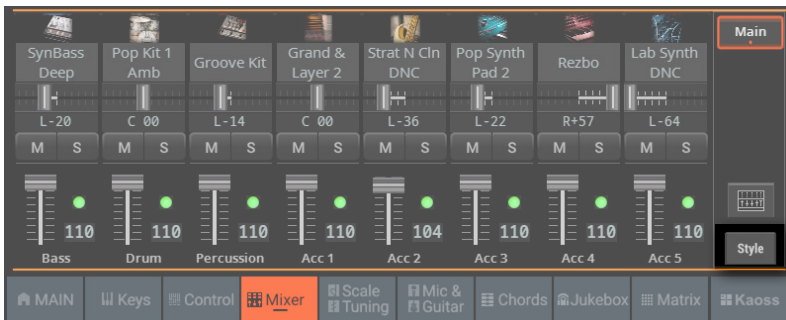 SynBass Deep
Pop Kit 1 Amb
Groove Kit
Grand & Layer 2
Strat N Cln DNC
Pop Synth Pad 2
Rezbo
Lab Synth DNC
Main
L-20 C 00 L-14 C 00 L-36 L-22 R+57 L-64
M S M S M S M S M S M S M S M S
110 110 110 110 104 110 110 110
Bass Drum Percussion Acc 1 Acc 2 Acc 3 Acc 4 Acc 5
Style
MAIN Keys Control Mixer Scale & Tuning Mic & Guitar Chords Jukebox Matrix Kaoss